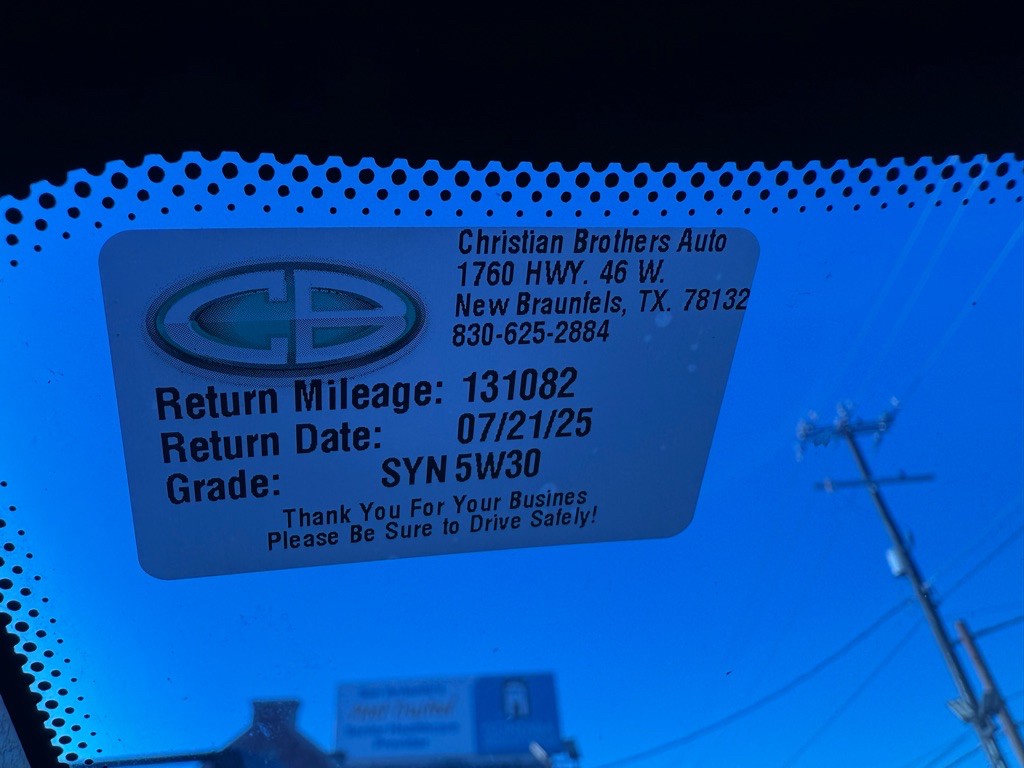 Christian Brothers Auto
1760 HWY. 46 W.
New Braunfels, TX. 78132
830-625-2884
CB
Return Mileage: 131082
Return Date: 07/21/25
Grade: SYN 5W30
Thank You For Your Busines
Please Be Sure to Drive Safely!